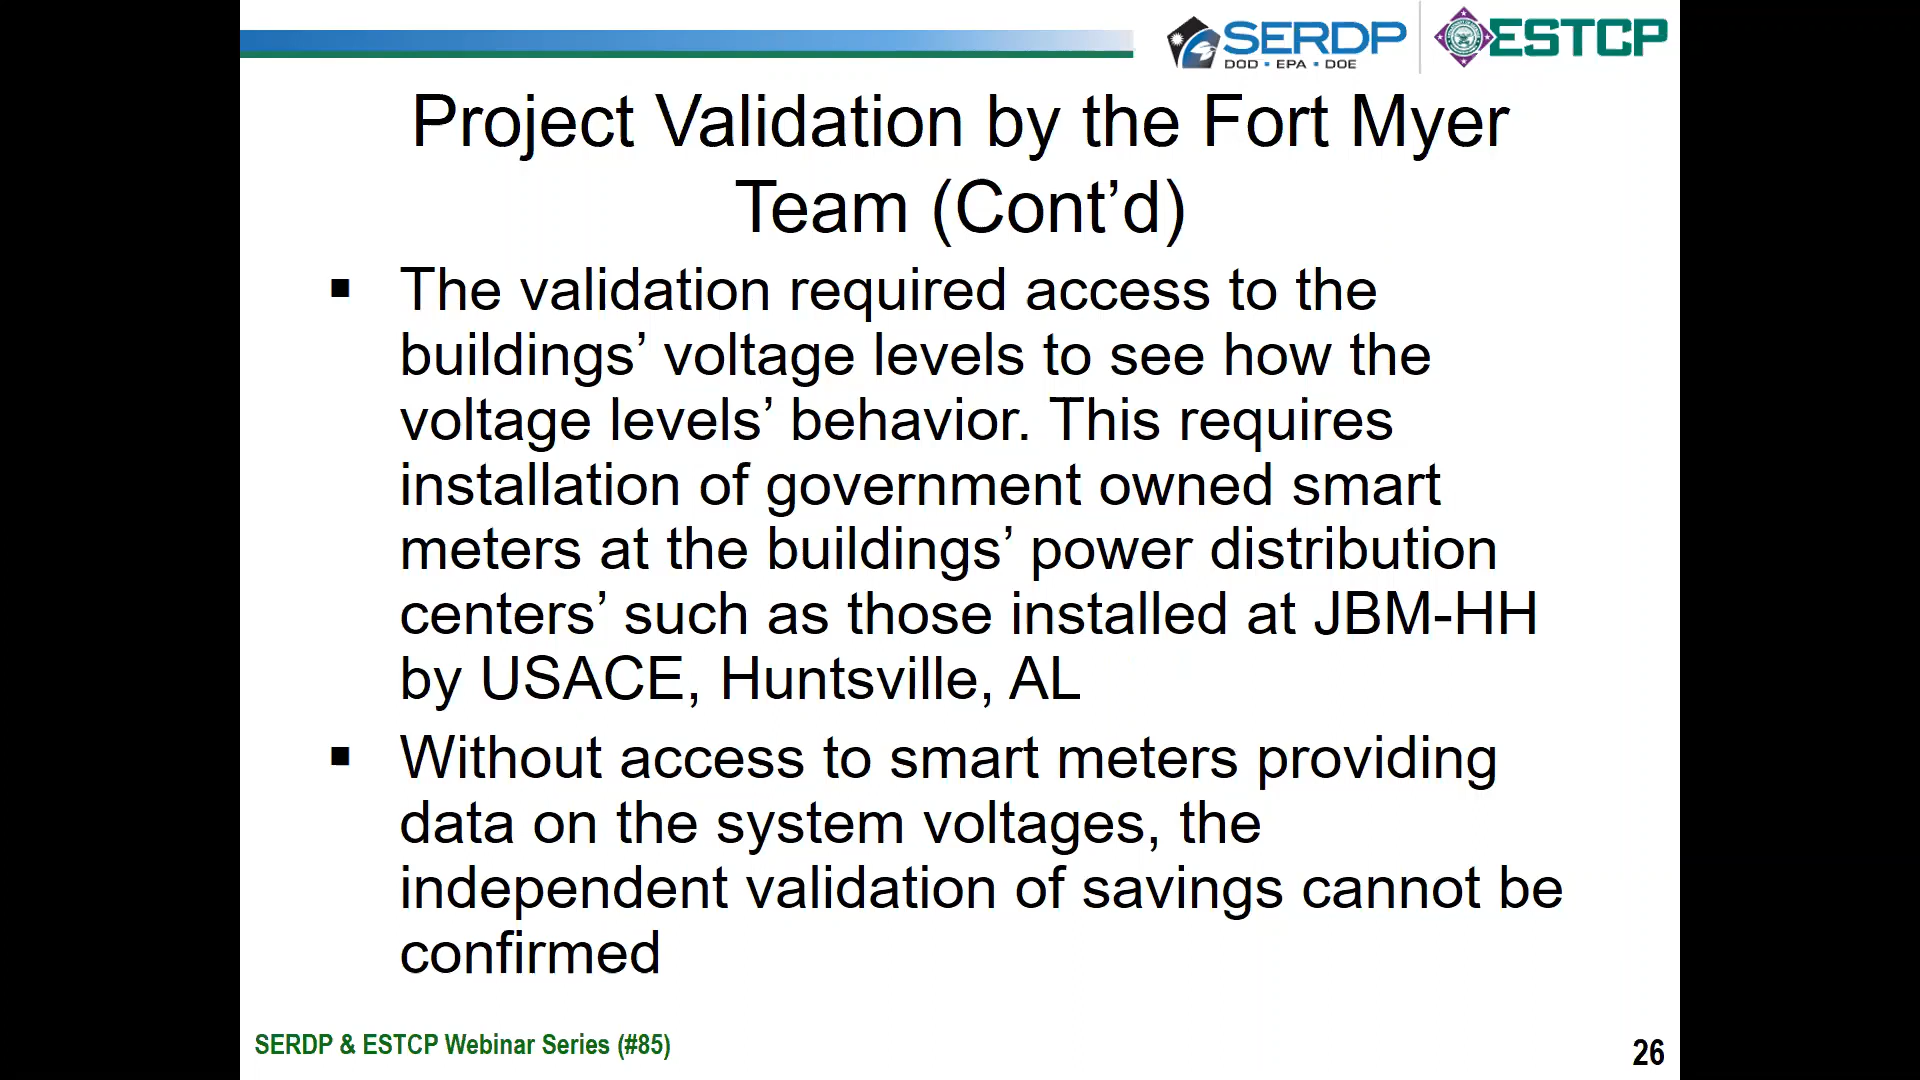 SERDP
DOD ▪ EPA ▪ DOE
ESTCP
Project Validation by the Fort Myer
Team (Cont’d)
▪ The validation required access to the
buildings’ voltage levels to see how the
voltage levels’ behavior. This requires
installation of government owned smart
meters at the buildings’ power distribution
centers’ such as those installed at JBM-HH
by USACE, Huntsville, AL
▪ Without access to smart meters providing
data on the system voltages, the
independent validation of savings cannot be
confirmed
SERDP & ESTCP Webinar Series (#85)
26